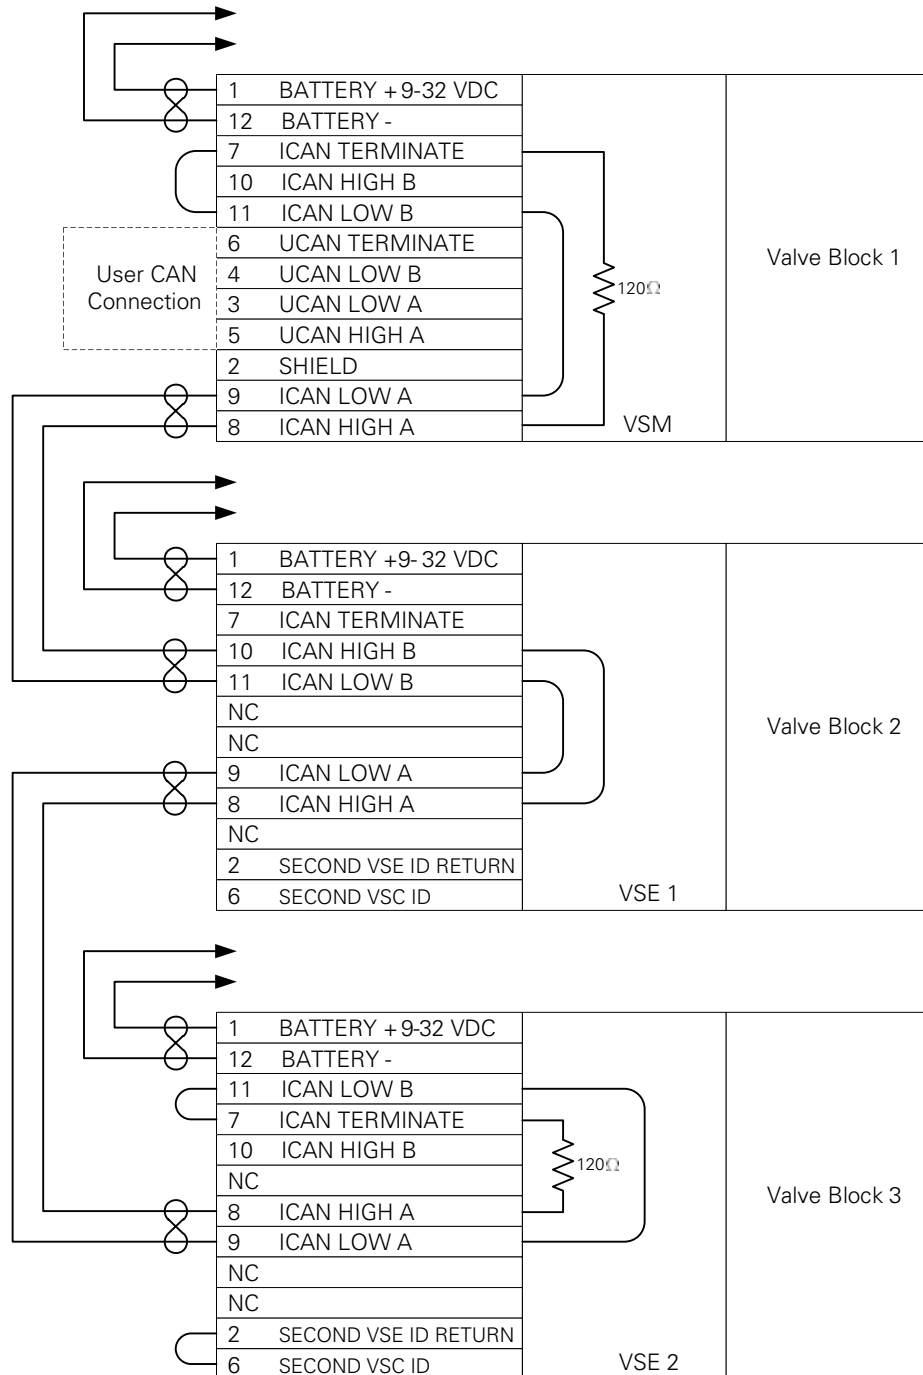 1 BATTERY + 9-32 VDC
12 BATTERY -
7 ICAN TERMINATE
10 ICAN HIGH B
11 ICAN LOW B
6 UCAN TERMINATE
4 UCAN LOW B
3 UCAN LOW A
5 UCAN HIGH A
2 SHIELD
9 ICAN LOW A
8 ICAN HIGH A
User CAN
Connection
120Ω
VSM
Valve Block 1
1 BATTERY +9- 32 VDC
12 BATTERY -
7 ICAN TERMINATE
10 ICAN HIGH B
11 ICAN LOW B
NC
NC
9 ICAN LOW A
8 ICAN HIGH A
NC
2 SECOND VSE ID RETURN
6 SECOND VSC ID
VSE 1
Valve Block 2
1 BATTERY + 9-32 VDC
12 BATTERY -
11 ICAN LOW B
7 ICAN TERMINATE
10 ICAN HIGH B
NC
8 ICAN HIGH A
9 ICAN LOW A
NC
NC
2 SECOND VSE ID RETURN
6 SECOND VSC ID
120Ω
VSE 2
Valve Block 3